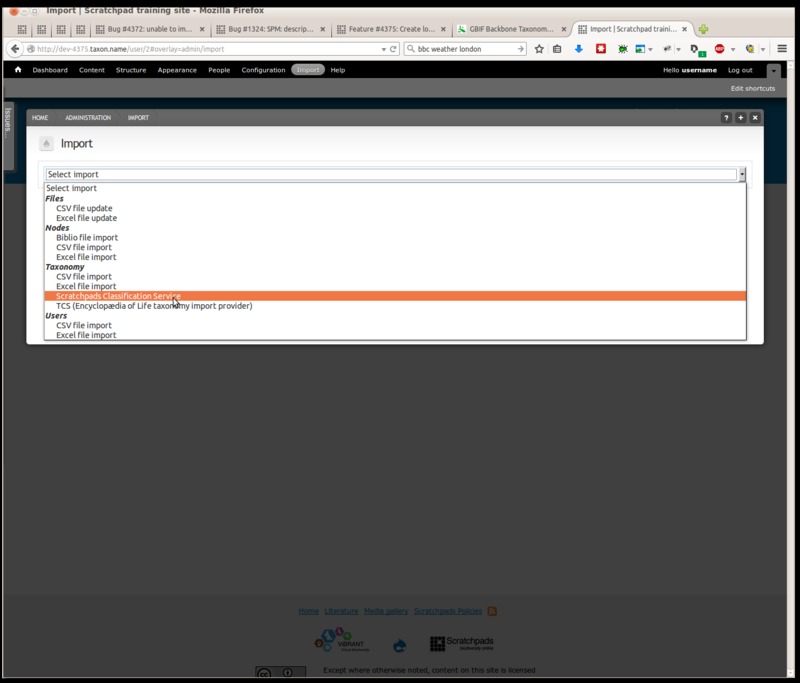 Import | Scratchpad training site - Mozilla Firefox
Bug #4372: unable to im... × Bug #1324: SPM: descrip... × Feature #4375: Create lo... × GBIF Backbone Taxonom... × Import | Scratchpad traini... ×
http://dev-4375.taxon.name/user/2#overlay=admin/import bbc weather london
Dashboard Content Structure Appearance People Configuration Import Help Hello username Log out
Edit shortcuts
Issues...
HOME ADMINISTRATION IMPORT ? + ×
Import
Select import
Select import
Files
CSV file update
Excel file update
Nodes
Biblio file import
CSV file import
Excel file import
Taxonomy
CSV file import
Excel file import
Scratchpads Classification Service
TCS (Encyclopædia of Life taxonomy import provider)
Users
CSV file import
Excel file import
Home Literature Media gallery Scratchpads Policies
VIBRANT Scratchpads
biodiversity online
Except where otherwise noted, content on this site is licensed